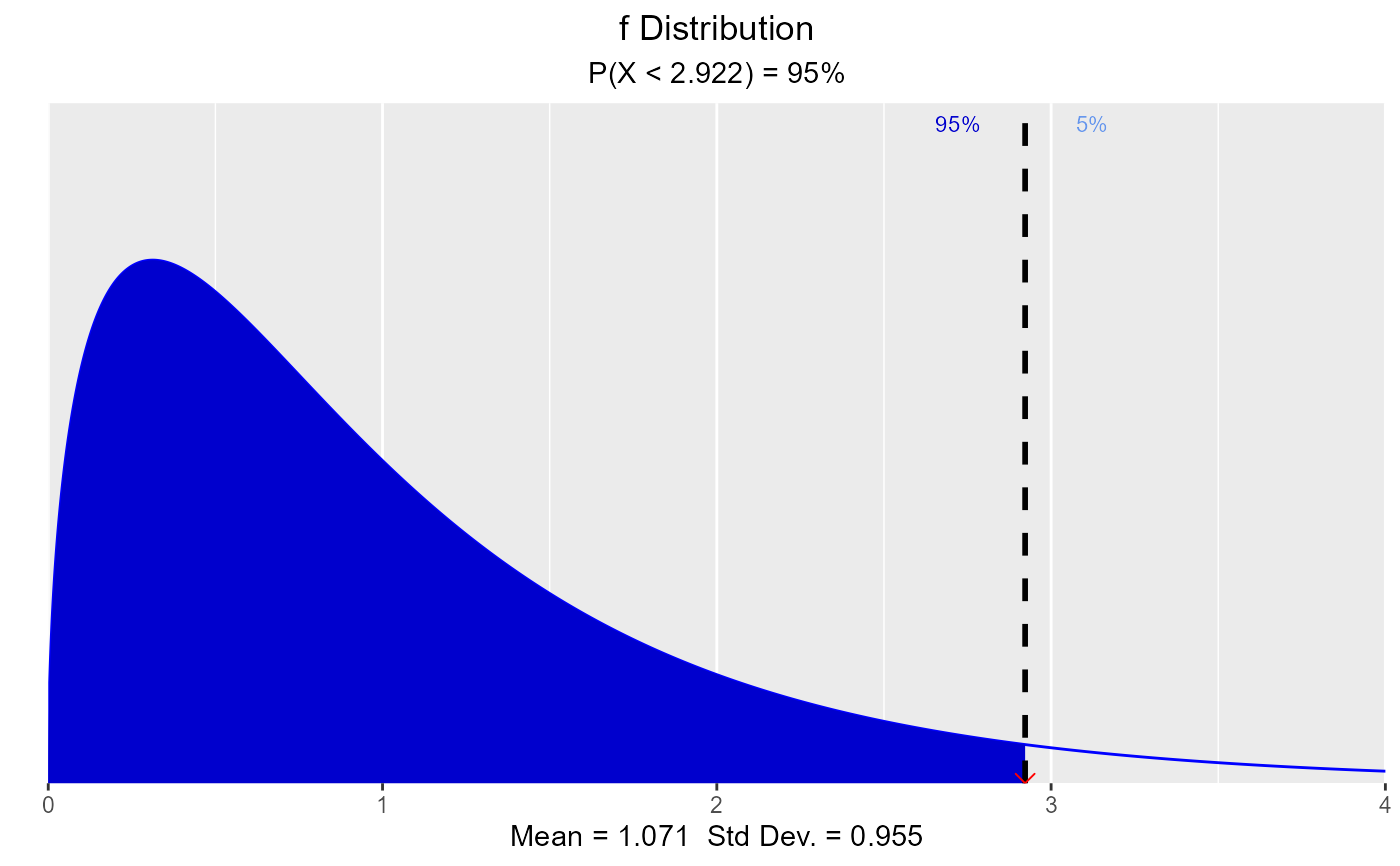 f Distribution
P(X < 2.922) = 95%
95%
5%
0 1 2 3 4
Mean = 1.071  Std Dev. = 0.955